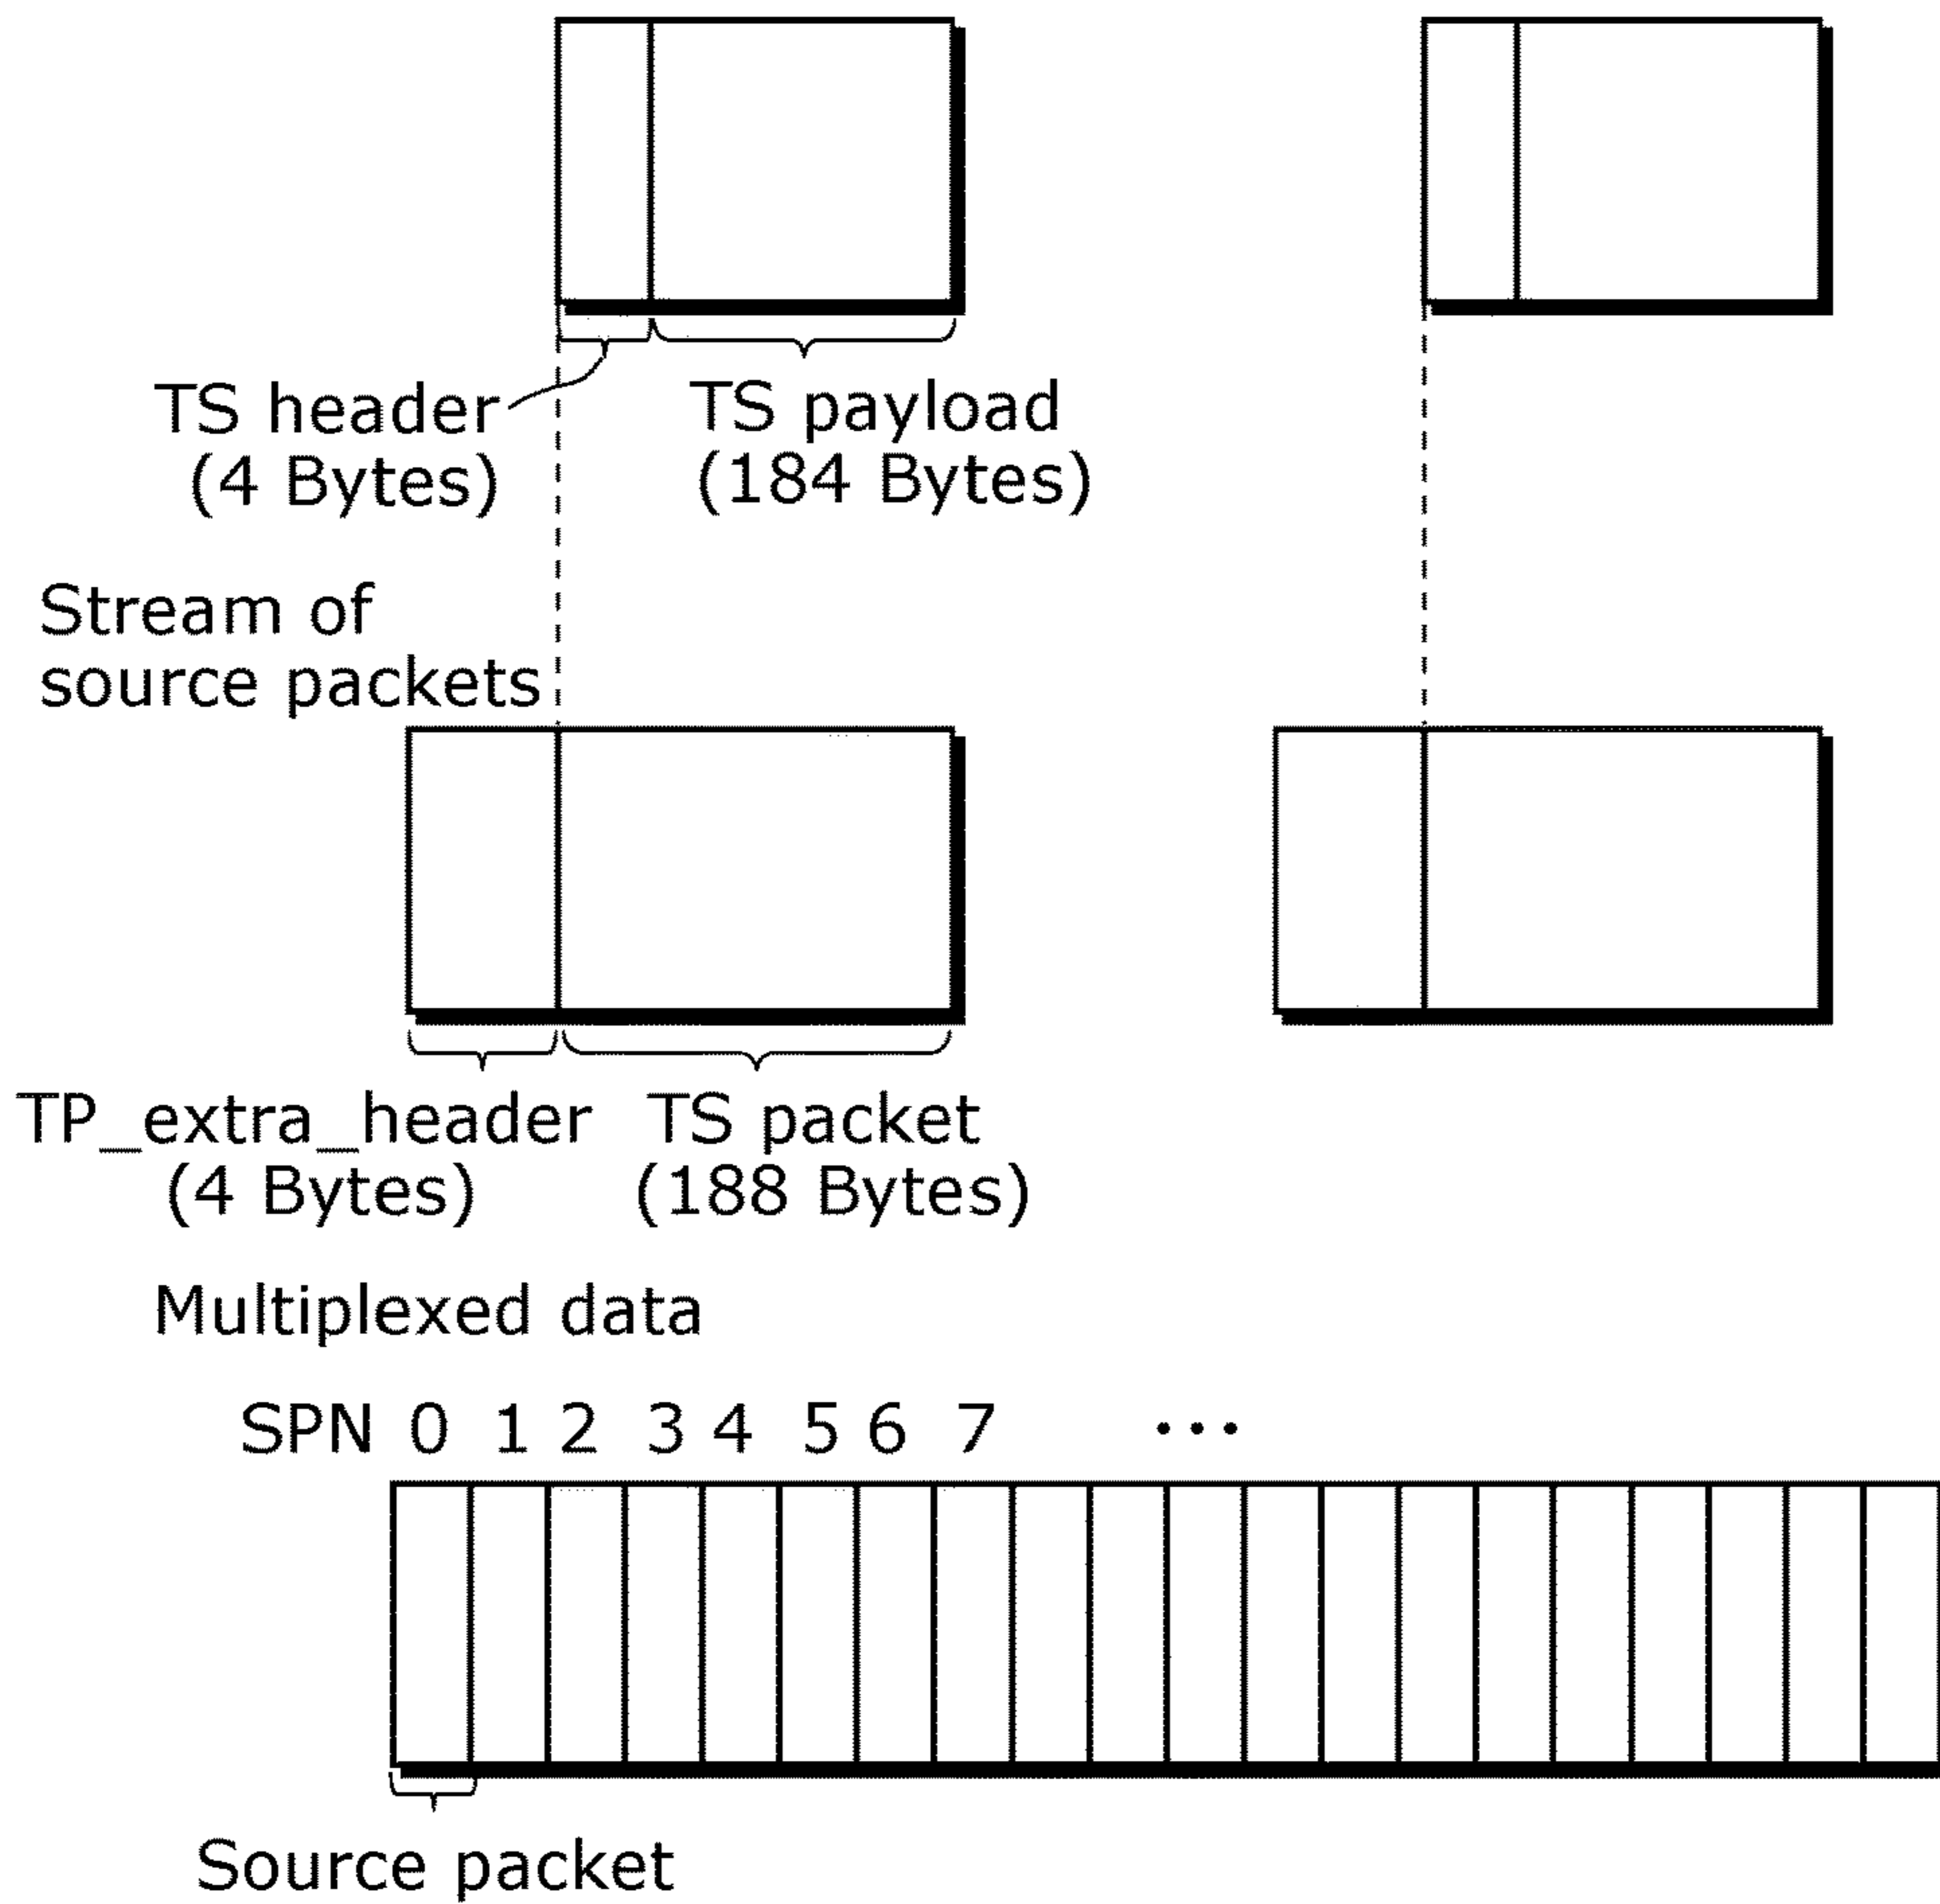 TS header TS payload
(4 Bytes) (184 Bytes)
Stream of
source packets
TP_extra_header TS packet
(4 Bytes) (188 Bytes)
Multiplexed data
SPN 0 1 2 3 4 5 6 7 ...
Source packet